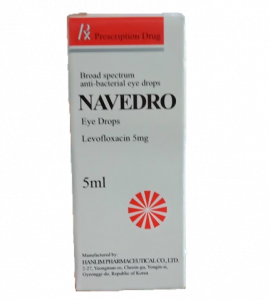 Rx Prescription Drug
Broad spectrum
anti-bacterial eye drops
NAVEDRO
Eye Drops
Levofloxacin 5mg
5ml
Manufactured by:
HANLIM PHARMACEUTICAL CO., LTD.
Republic of Korea